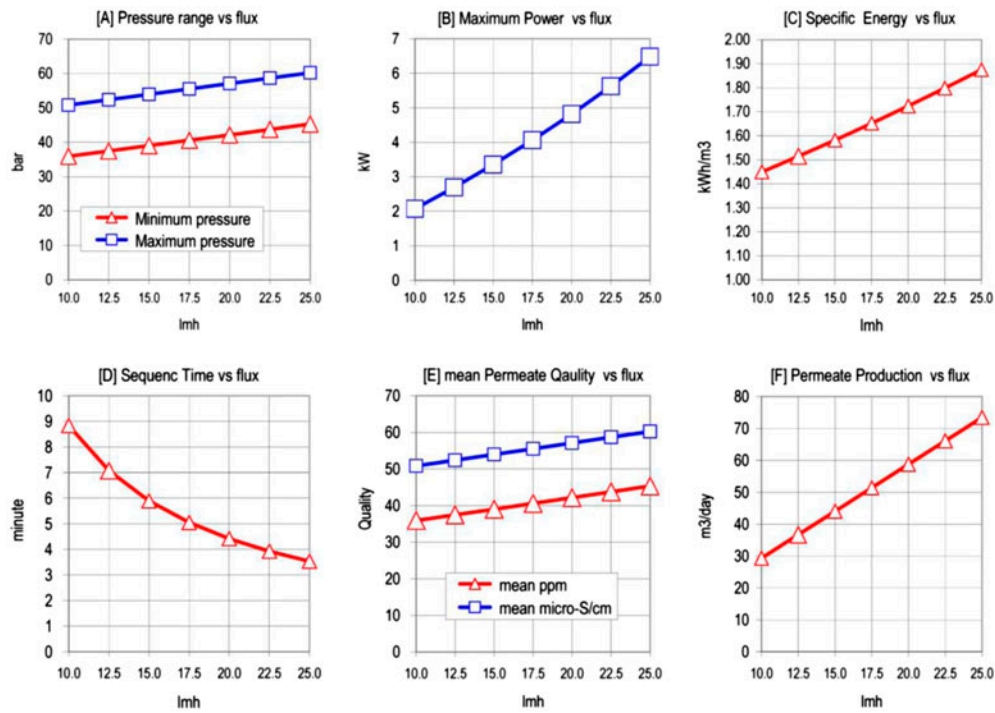 [A] Pressure range vs flux
70
60
50
40
30
20
10
0
bar
Minimum pressure
Maximum pressure
10.0 12.5 15.0 17.5 20.0 22.5 25.0
lmh
[B] Maximum Power vs flux
7
6
5
4
3
2
1
0
kW
10.0 12.5 15.0 17.5 20.0 22.5 25.0
lmh
[C] Specific Energy vs flux
2.00
1.90
1.80
1.70
1.60
1.50
1.40
1.30
1.20
1.10
1.00
kWh/m3
10.0 12.5 15.0 17.5 20.0 22.5 25.0
lmh
[D] Sequenc Time vs flux
10
9
8
7
6
5
4
3
2
1
0
minute
10.0 12.5 15.0 17.5 20.0 22.5 25.0
lmh
[E] mean Permeate Qaulity vs flux
70
60
50
40
30
20
10
0
Quality
mean ppm
mean micro-S/cm
10.0 12.5 15.0 17.5 20.0 22.5 25.0
lmh
[F] Permeate Production vs flux
80
70
60
50
40
30
20
10
0
m3/day
10.0 12.5 15.0 17.5 20.0 22.5 25.0
lmh